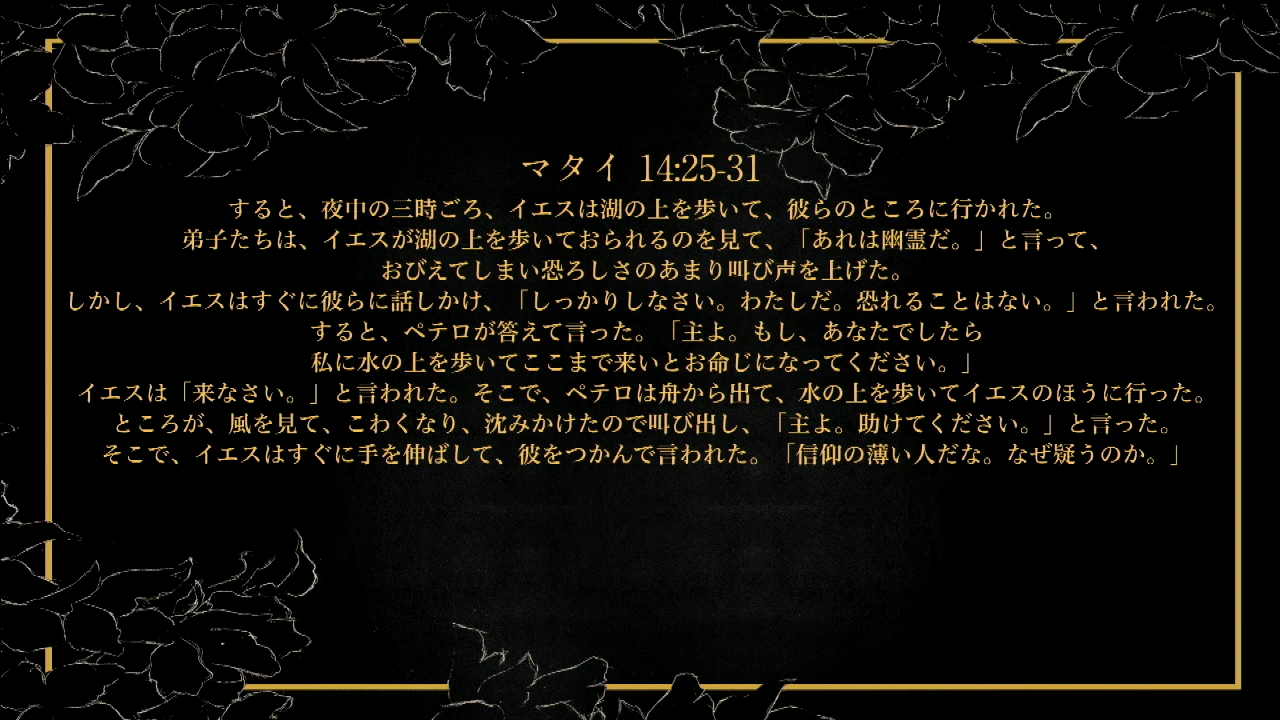 マタイ 14:25-31
すると、夜中の三時ごろ、イエスは湖の上を歩いて、彼らのところに行かれた。
弟子たちは、イエスが湖の上を歩いておられるのを見て、「あれは幽霊だ。」と言って、
おびえてしまい恐ろしさのあまり叫び声を上げた。
しかし、イエスはすぐに彼らに話しかけ、「しっかりしなさい。わたしだ。恐れることはない。」と言われた。
すると、ペテロが答えて言った。「主よ。もし、あなたでしたら
私に水の上を歩いてここまで来いとお命じになってください。」
イエスは「来なさい。」と言われた。そこで、ペテロは舟から出て、水の上を歩いてイエスのほうに行った。
ところが、風を見て、こわくなり、沈みかけたので叫び出し、「主よ。助けてください。」と言った。
そこで、イエスはすぐに手を伸ばして、彼をつかんで言われた。「信仰の薄い人だな。なぜ疑うのか。」